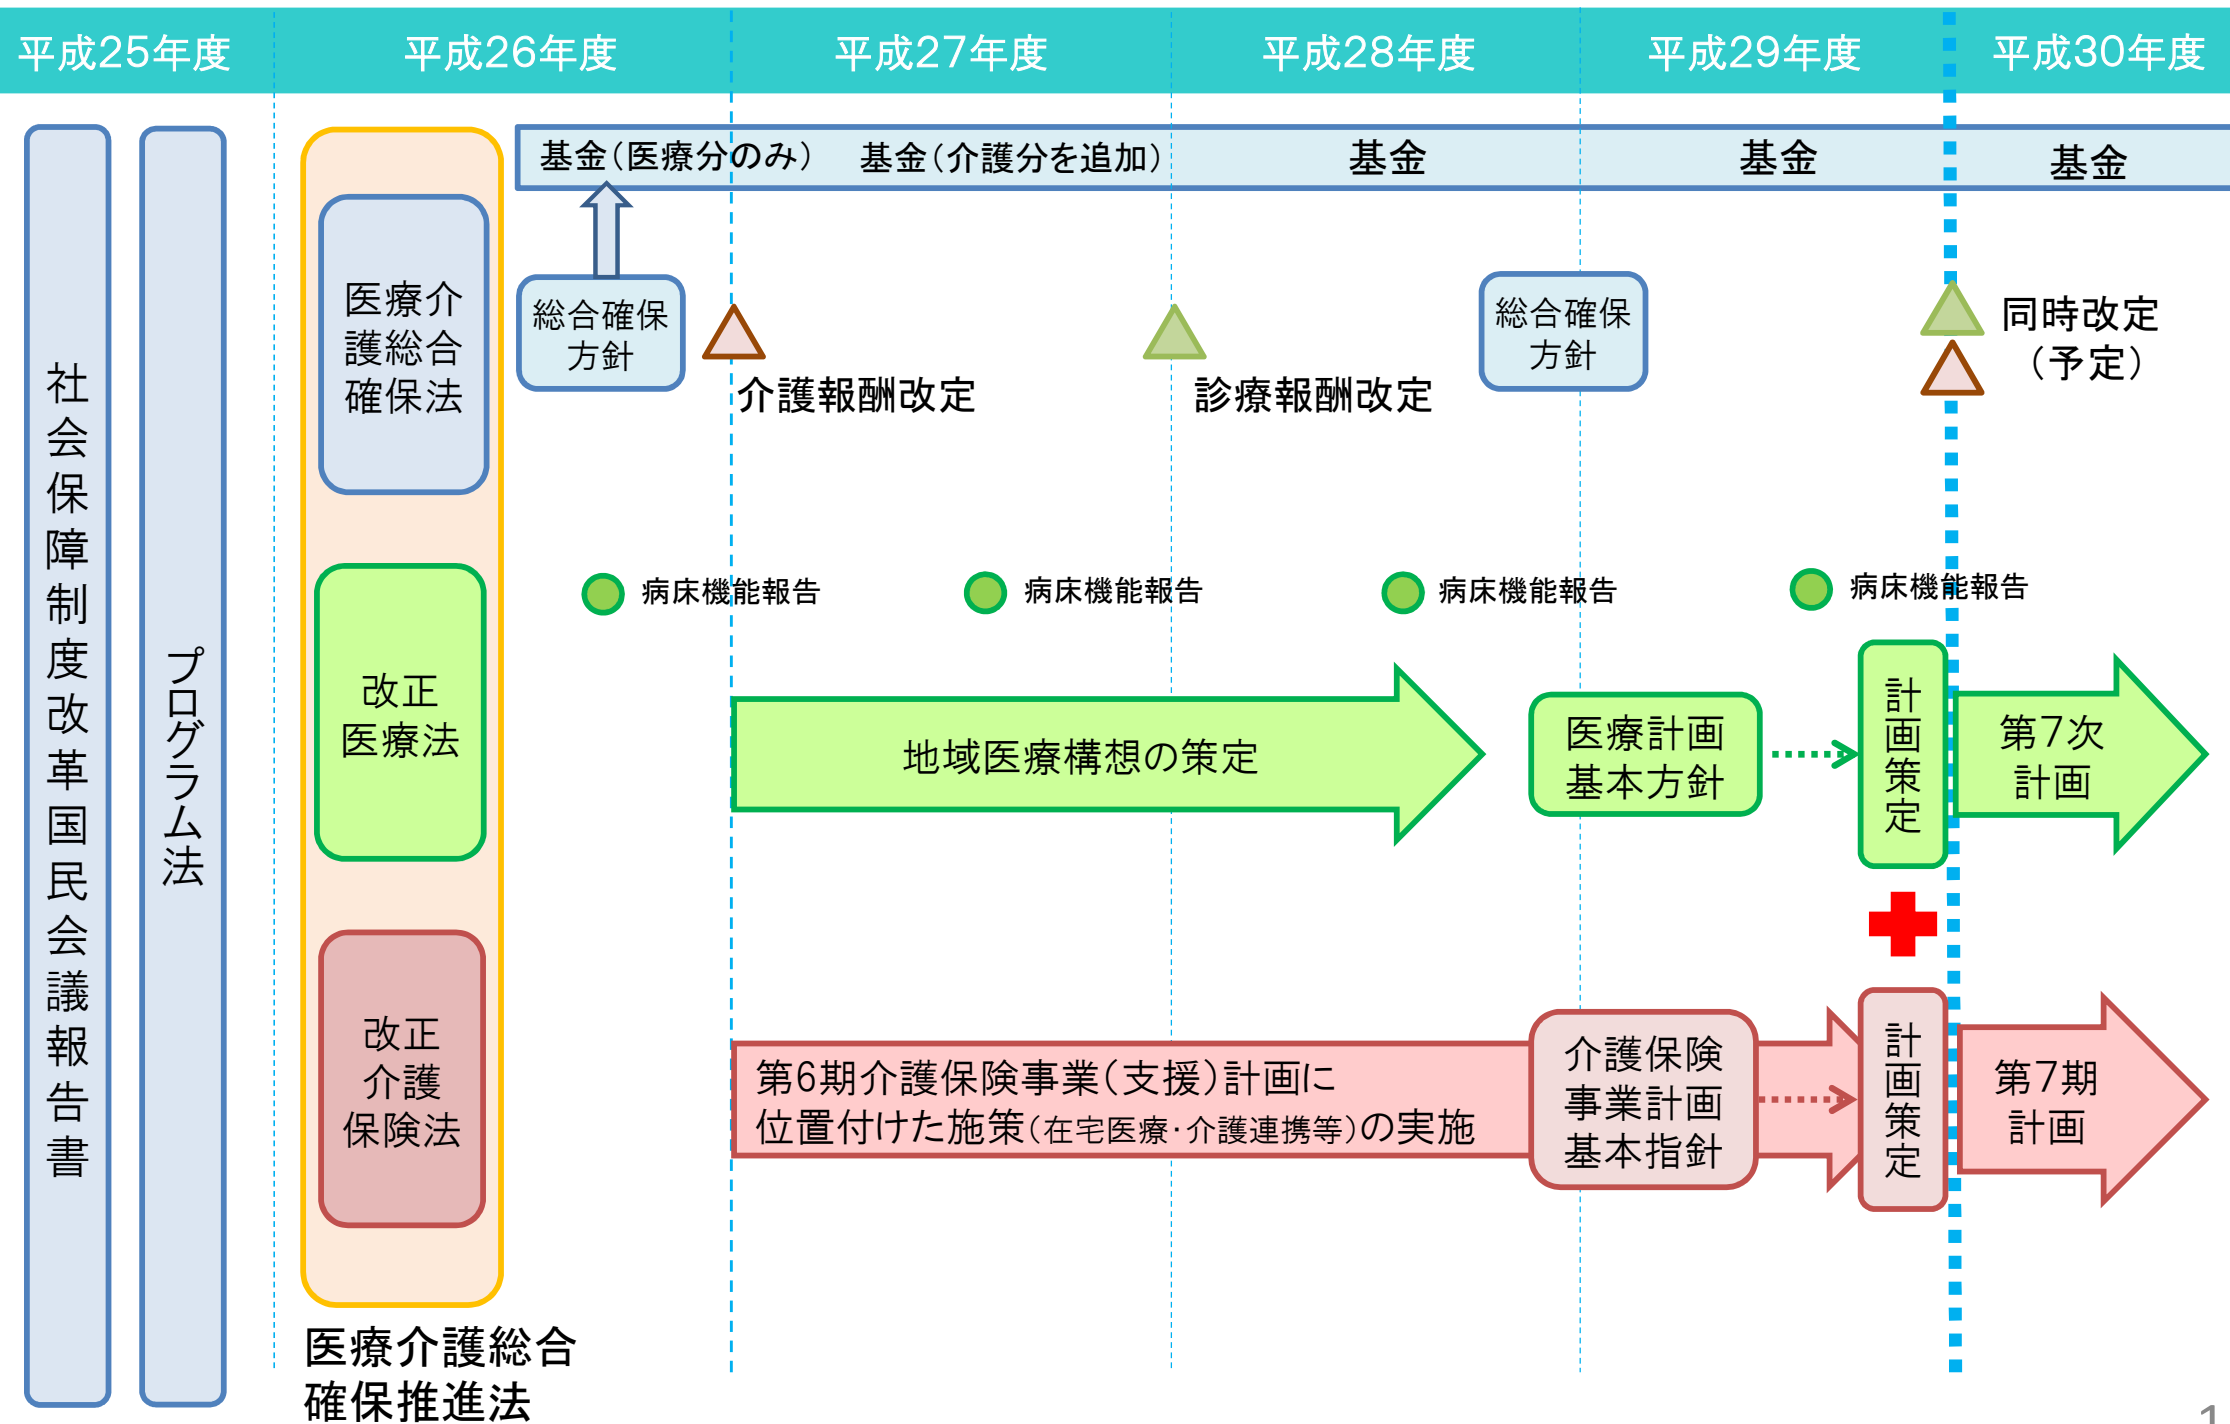 平成25年度
平成26年度
平成27年度
平成28年度
平成29年度
平成30年度
社会保障制度改革国民会議報告書
プログラム法
基金（医療分のみ）
基金（介護分を追加）
基金
基金
基金
医療介
護総合
確保法
総合確保
方針
介護報酬改定
診療報酬改定
総合確保
方針
同時改定
（予定）
病床機能報告
病床機能報告
病床機能報告
病床機能報告
改正
医療法
地域医療構想の策定
医療計画
基本方針
計画策定
第7次
計画
改正
介護
保険法
第6期介護保険事業（支援）計画に
位置付けた施策（在宅医療・介護連携等）の実施
介護保険
事業計画
基本指針
計画策定
第7期
計画
医療介護総合
確保推進法
1